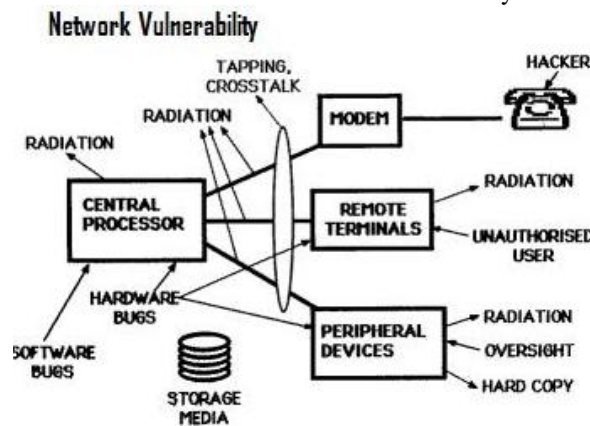 Network Vulnerability
TAPPING,
CROSSTALK
HACKER
RADIATION
MODEM
RADIATION
CENTRAL
PROCESSOR
REMOTE
TERMINALS
RADIATION
UNAUTHORISED
USER
HARDWARE
BUGS
SOFTWARE
BUGS
STORAGE
MEDIA
PERIPHERAL
DEVICES
RADIATION
OVERSIGHT
HARD COPY